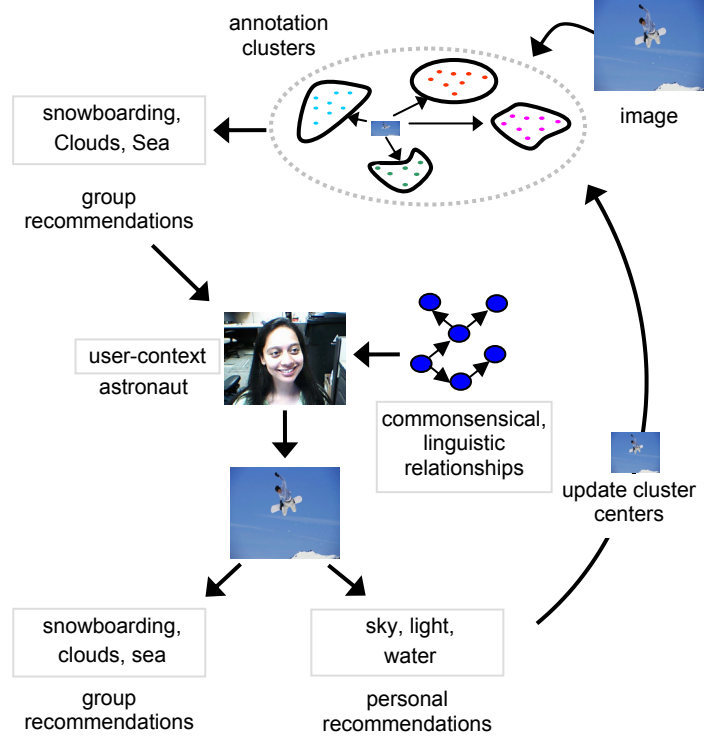 annotation
clusters
image
snowboarding,
Clouds, Sea
group
recommendations
user-context
astronaut
commonsensical,
linguistic
relationships
update cluster
centers
snowboarding,
clouds, sea
group
recommendations
sky, light,
water
personal
recommendations